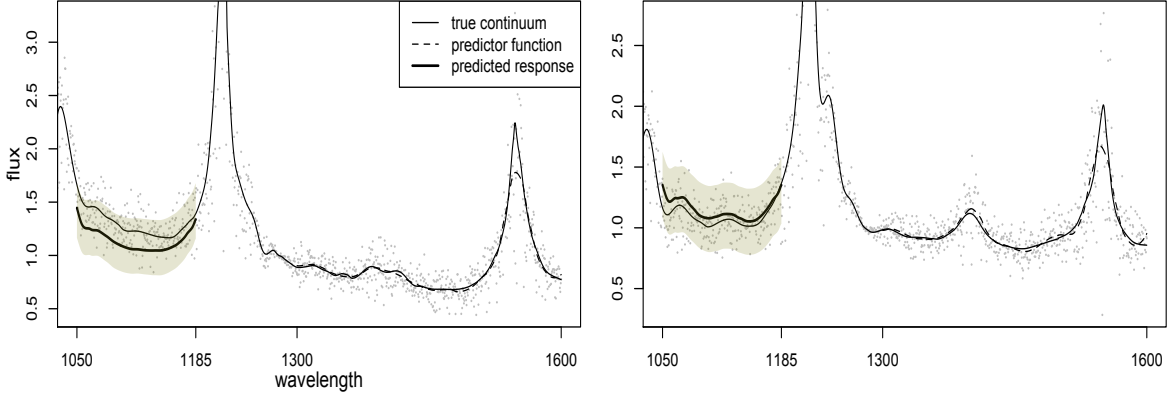 true continuum
predictor function
predicted response
flux
0.5 1.0 1.5 2.0 2.5 3.0
1050 1185 1300 1600
wavelength
0.5 1.0 1.5 2.0 2.5
1050 1185 1300 1600